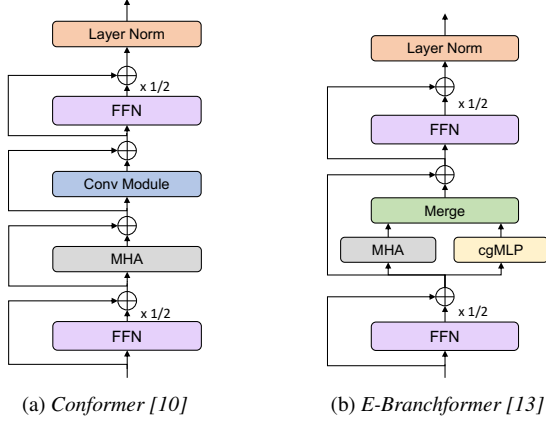 Layer Norm
x 1/2
FFN
Conv Module
MHA
x 1/2
FFN
(a) Conformer [10]
Layer Norm
x 1/2
FFN
Merge
MHA cgMLP
x 1/2
FFN
(b) E-Branchformer [13]